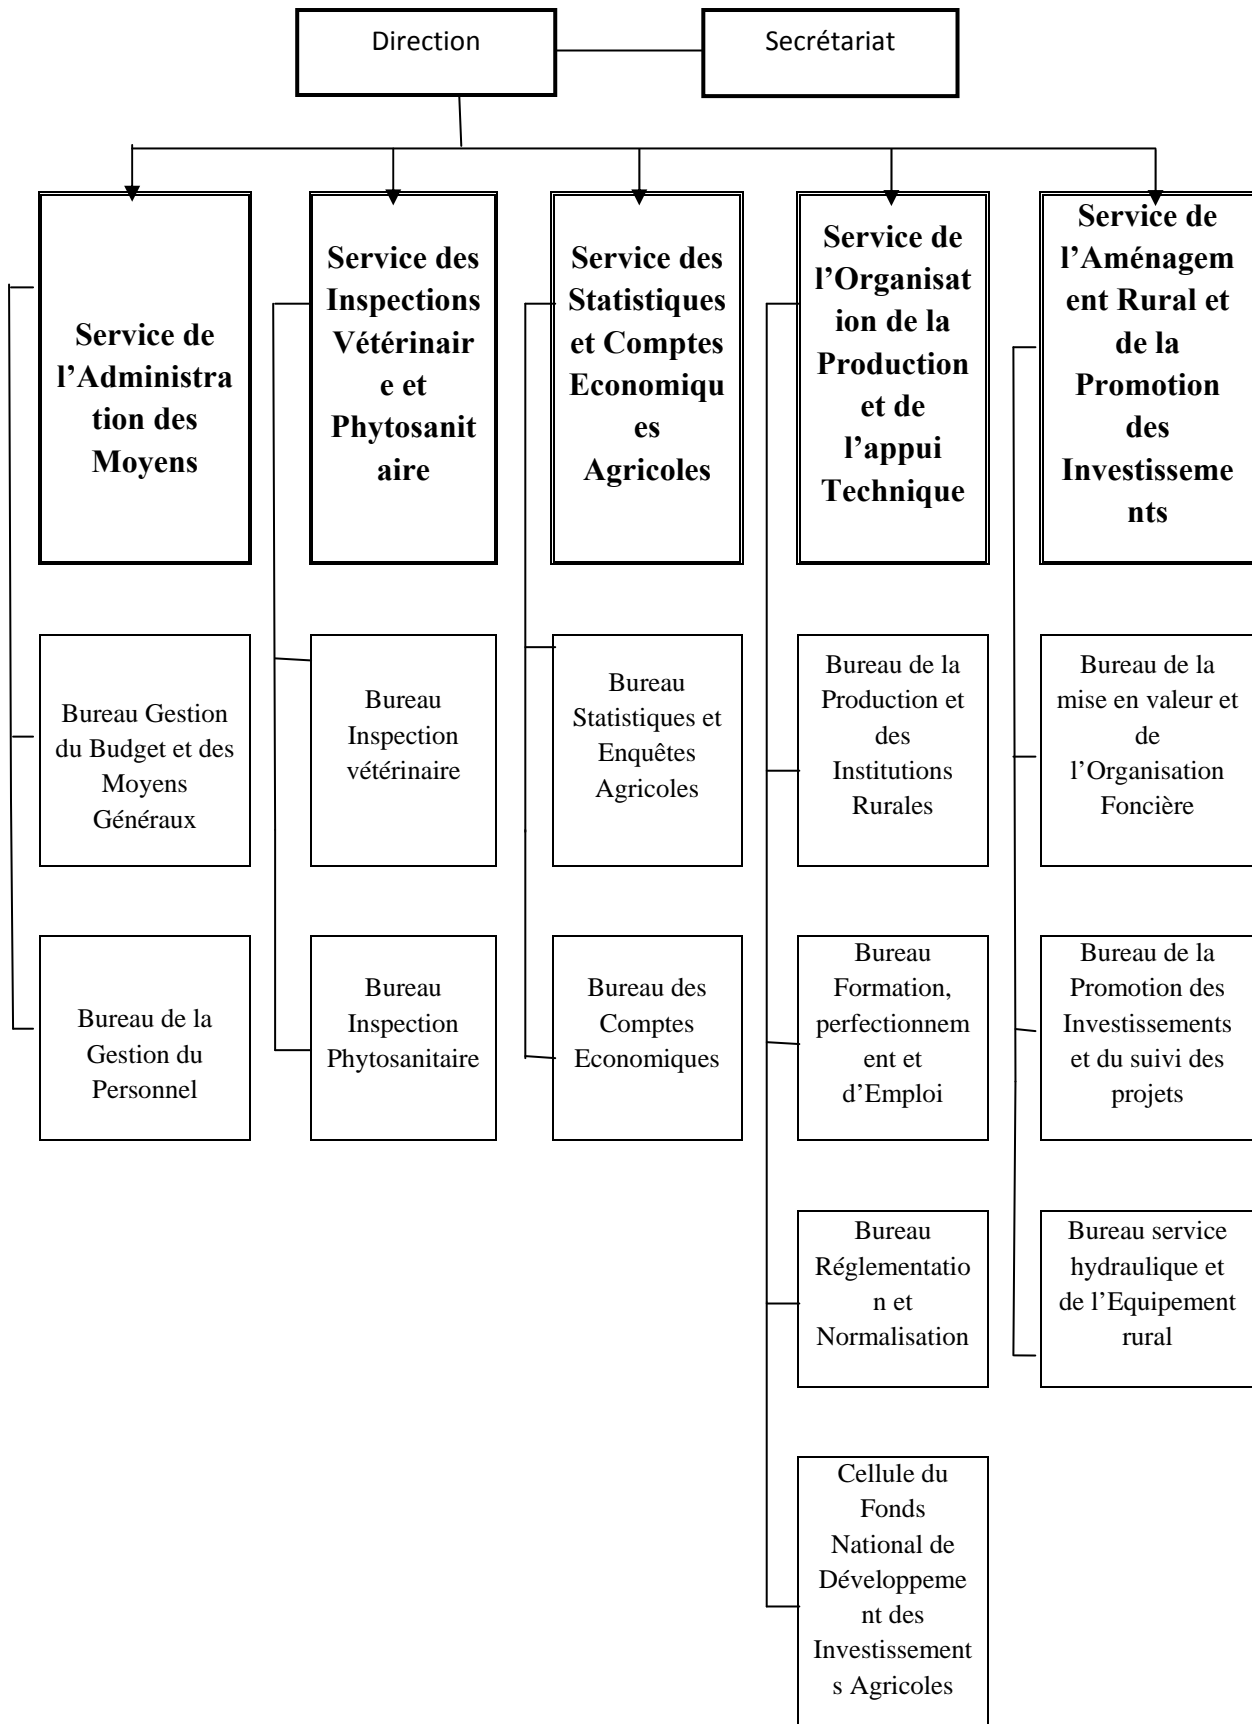 Direction
Secrétariat
Service de
l’Administra
tion des
Moyens
Service des
Inspections
Vétérinair
e et
Phytosanit
aire
Service des
Statistiques
et Comptes
Economiqu
es
Agricoles
Service de
l’Organisat
ion de la
Production
et de
l’appui
Technique
Service de
l’Aménagem
ent Rural et
de la
Promotion
des
Investisseme
nts
Bureau Gestion
du Budget et des
Moyens
Généraux
Bureau
Inspection
vétérinaire
Bureau
Statistiques et
Enquêtes
Agricoles
Bureau de la
Production et
des
Institutions
Rurales
Bureau de la
mise en valeur et
de
l’Organisation
Foncière
Bureau de la
Gestion du
Personnel
Bureau
Inspection
Phytosanitaire
Bureau des
Comptes
Economiques
Bureau
Formation,
perfectionnem
ent et
d’Emploi
Bureau de la
Promotion des
Investissements
et du suivi des
projets
Bureau
Réglementatio
n et
Normalisation
Bureau service
hydraulique et
de l’Equipement
rural
Cellule du
Fonds
National de
Développeme
nt des
Investissement
s Agricoles